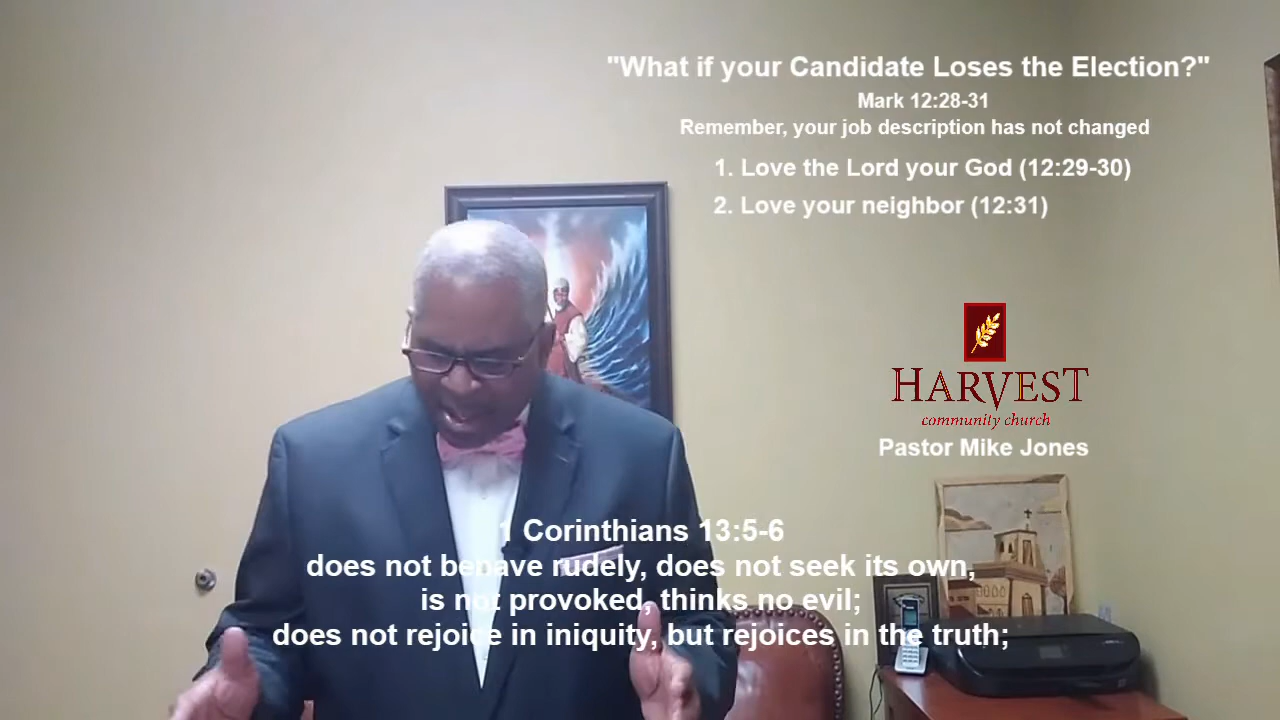 "What if your Candidate Loses the Election?"
Mark 12:28-31
Remember, your job description has not changed
1. Love the Lord your God (12:29-30)
2. Love your neighbor (12:31)
HARVEST
community church
Pastor Mike Jones
1 Corinthians 13:5-6
does not behave rudely, does not seek its own,
is not provoked, thinks no evil;
does not rejoice in iniquity, but rejoices in the truth;